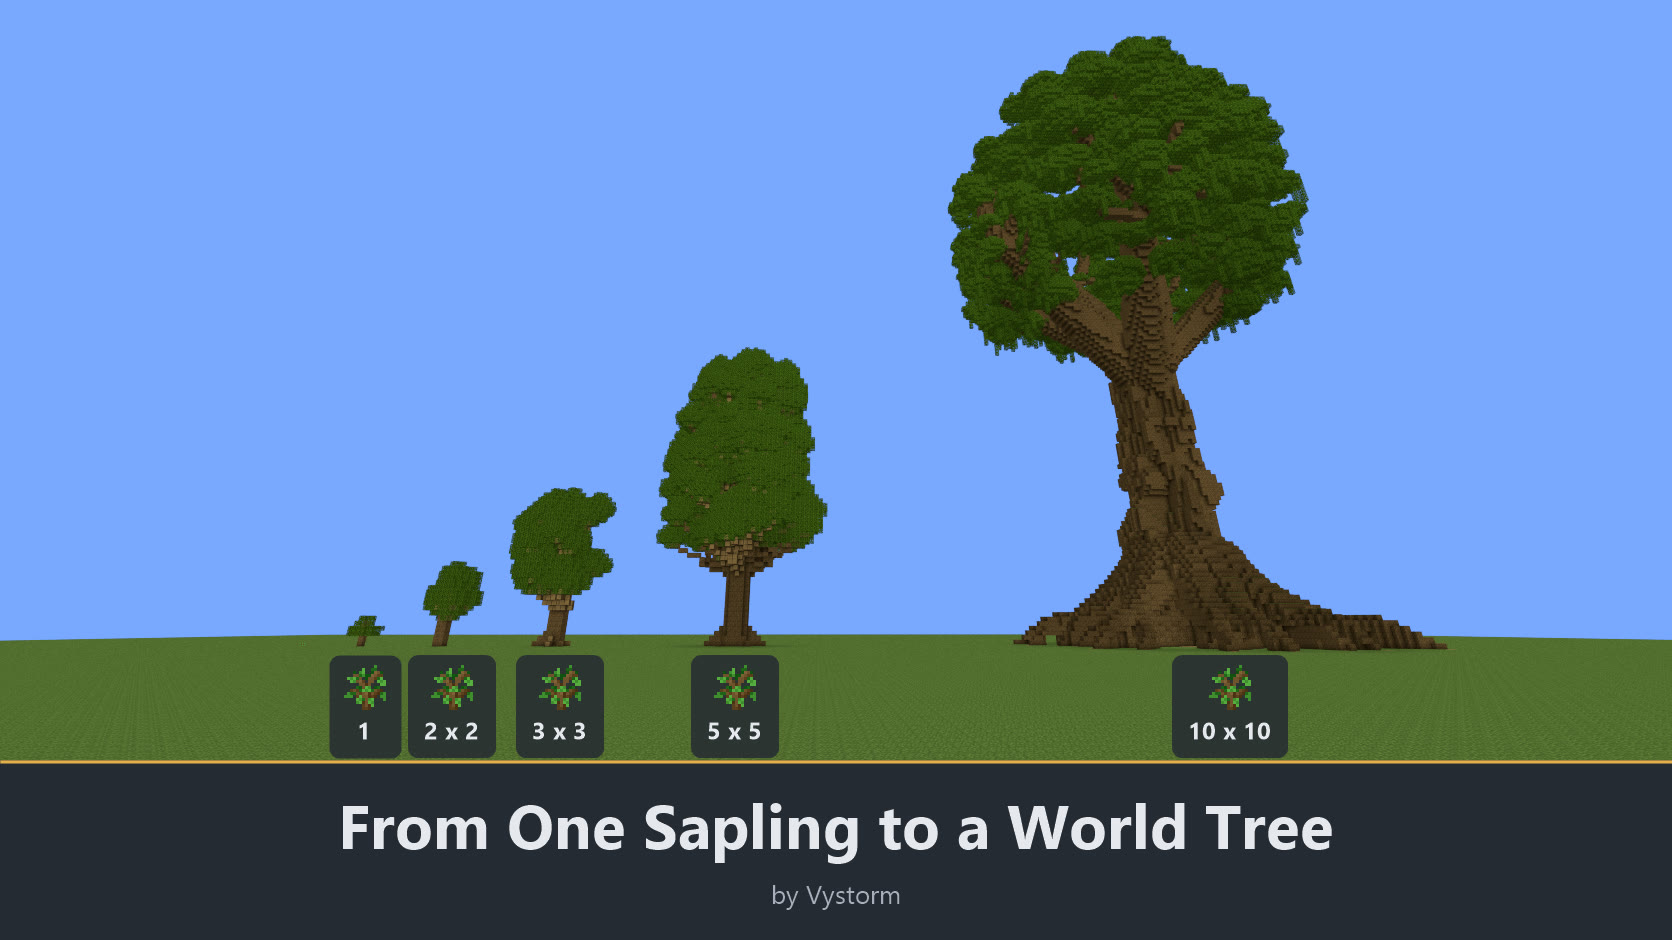 1
2 x 2
3 x 3
5 x 5
10 x 10
From One Sapling to a World Tree
by Vystorm